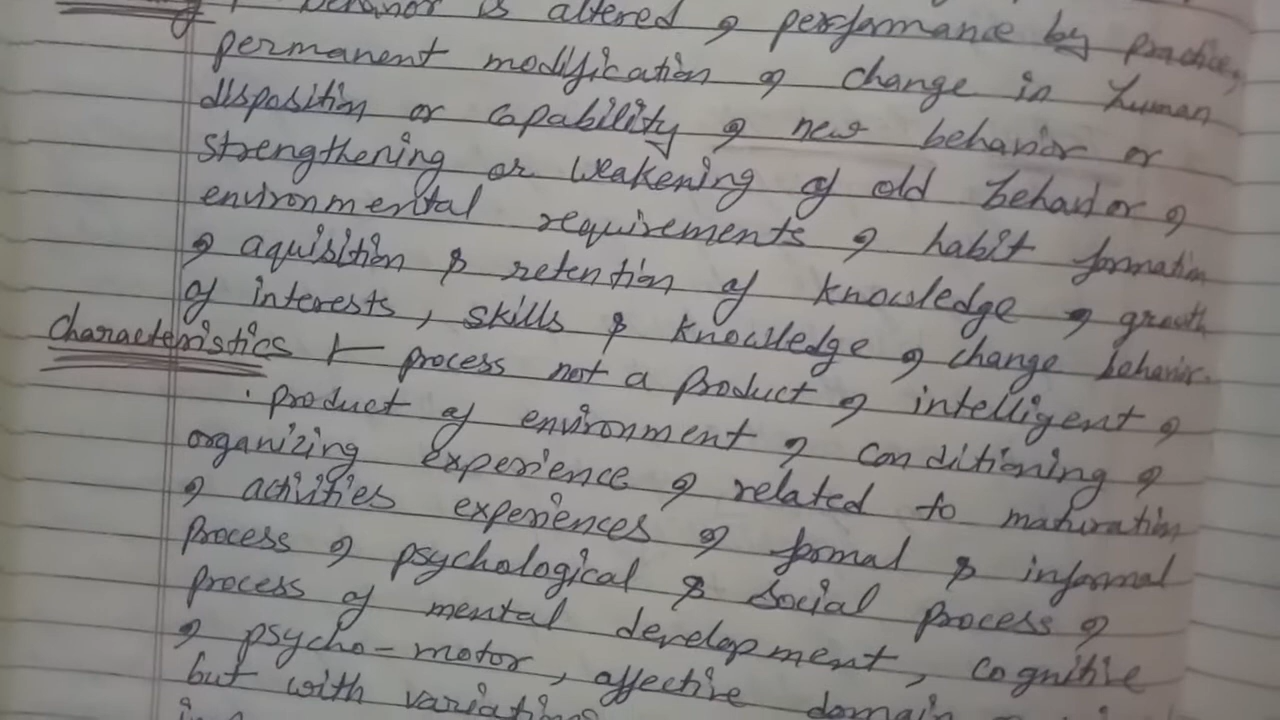 behavior is altered , performance by practice,
permanent modification , change in human
disposition or capability , new behavior or
strengthening or weakening of old behavior ,
environmental requirements , habit formation
, aquisition & retention of knowledge , growth
of interests, skills & knowledge , change behavior.
Characteristics :- process not a product , intelligent ,
. product of environment , conditioning ,
organizing experience , related to maturation
, activities experiences , formal & informal
process , psychological & social process ,
process of mental development, cognitive
, psycho-motor, affective domain
but with variation